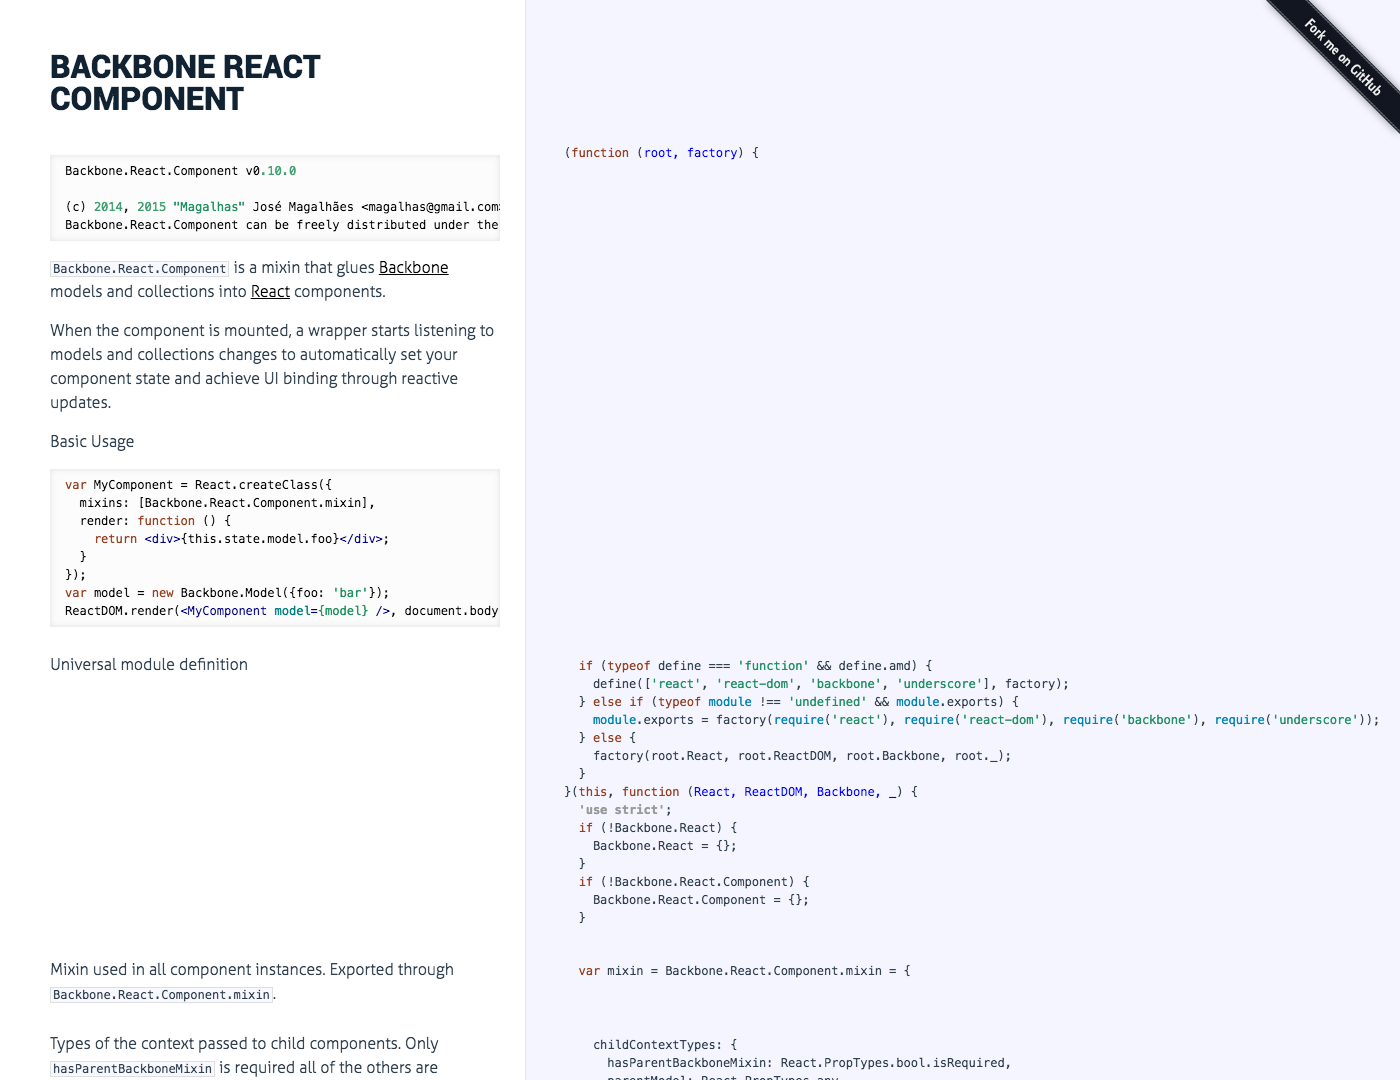 BACKBONE REACT
COMPONENT
Fork me on GitHub
Backbone.React.Component v0.10.0
(c) 2014, 2015 "Magalhas" José Magalhães <magalhas@gmail.com>
Backbone.React.Component can be freely distributed under the
(function (root, factory) {
Backbone.React.Component is a mixin that glues Backbone
models and collections into React components.
When the component is mounted, a wrapper starts listening to
models and collections changes to automatically set your
component state and achieve UI binding through reactive
updates.
Basic Usage
var MyComponent = React.createClass({
  mixins: [Backbone.React.Component.mixin],
  render: function () {
    return <div>{this.state.model.foo}</div>;
  }
});
var model = new Backbone.Model({foo: 'bar'});
ReactDOM.render(<MyComponent model={model} />, document.body
Universal module definition
  if (typeof define === 'function' && define.amd) {
    define(['react', 'react-dom', 'backbone', 'underscore'], factory);
  } else if (typeof module !== 'undefined' && module.exports) {
    module.exports = factory(require('react'), require('react-dom'), require('backbone'), require('underscore'));
  } else {
    factory(root.React, root.ReactDOM, root.Backbone, root._);
  }
}(this, function (React, ReactDOM, Backbone, _) {
  'use strict';
  if (!Backbone.React) {
    Backbone.React = {};
  }
  if (!Backbone.React.Component) {
    Backbone.React.Component = {};
  }
Mixin used in all component instances. Exported through
Backbone.React.Component.mixin.
  var mixin = Backbone.React.Component.mixin = {
Types of the context passed to child components. Only
hasParentBackboneMixin is required all of the others are
    childContextTypes: {
      hasParentBackboneMixin: React.PropTypes.bool.isRequired,
      parentModel: React.PropTypes.any,